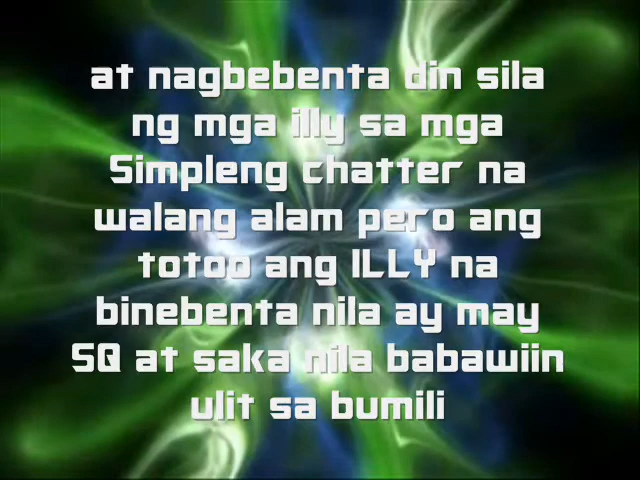 at nagbebenta din sila
ng mga illy sa mga
Simpleng chatter na
walang alam pero ang
totoo ang ILLY na
binebenta nila ay may
SQ at saka nila babawiin
ulit sa bumili